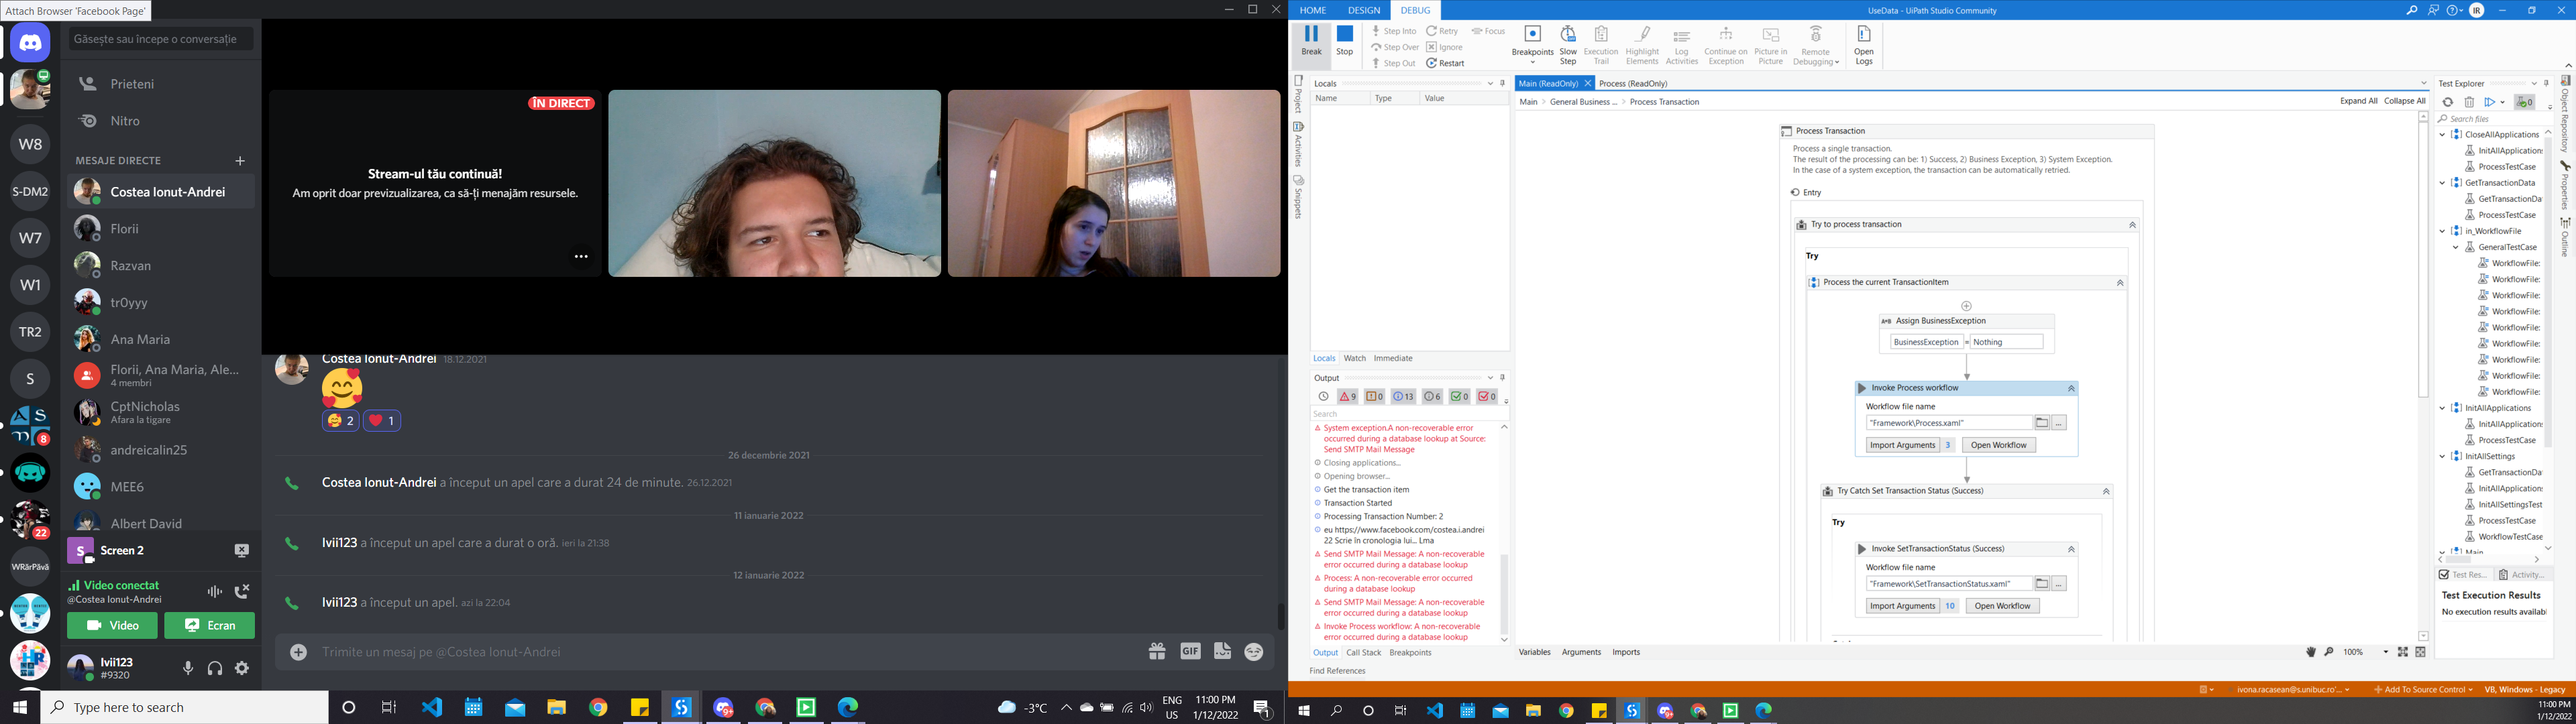 Attach Browser 'Facebook Page'
Găsește sau începe o conversație
Prieteni
Nitro
MESAJE DIRECTE
Costea Ionut-Andrei
Florii
Razvan
tr0yyy
Ana Maria
Florii, Ana Maria, Ale...
4 membri
CptNicholas
Afara la tigare
andreicalin25
MEE6
Albert David
W8
S-DM2
W7
W1
TR2
S
8
22
WRărPăvă
Screen 2
Video conectat
@Costea Ionut-Andrei
Video
Ecran
Ivii123
#9320
ÎN DIRECT
Stream-ul tău continuă!
Am oprit doar previzualizarea, ca să-ți menajăm resursele.
Costea Ionut-Andrei 18.12.2021
2
1
26 decembrie 2021
Costea Ionut-Andrei a început un apel care a durat 24 de minute. 26.12.2021
11 ianuarie 2022
Ivii123 a început un apel care a durat o oră. ieri la 21:38
12 ianuarie 2022
Ivii123 a început un apel. azi la 22:04
Trimite un mesaj pe @Costea Ionut-Andrei
GIF
Type here to search
-3°C
ENG
US
11:00 PM
1/12/2022
1
HOME
DESIGN
DEBUG
UseData - UiPath Studio Community
IR
Break
Stop
Step Into
Step Over
Step Out
Retry
Ignore
Restart
Focus
Breakpoints
Slow Step
Execution Trail
Highlight Elements
Log Activities
Continue on Exception
Picture in Picture
Remote Debugging
Open Logs
Project
Activities
Snippets
Locals
Name
Type
Value
Locals
Watch
Immediate
Output
9
0
13
6
0
0
Search
System exception.A non-recoverable error
occurred during a database lookup at Source:
Send SMTP Mail Message
Closing applications...
Opening browser...
Get the transaction item
Transaction Started
Processing Transaction Number: 2
eu https://www.facebook.com/costea.i.andrei
22 Scrie în cronologia lui... Lma
Send SMTP Mail Message: A non-recoverable
error occurred during a database lookup
Process: A non-recoverable error occurred
during a database lookup
Send SMTP Mail Message: A non-recoverable
error occurred during a database lookup
Invoke Process workflow: A non-recoverable
error occurred during a database lookup
Output
Call Stack
Breakpoints
Find References
Main (ReadOnly)
Process (ReadOnly)
Main > General Business ... > Process Transaction
Expand All
Collapse All
Process Transaction
Process a single transaction.
The result of the processing can be: 1) Success, 2) Business Exception, 3) System Exception.
In the case of a system exception, the transaction can be automatically retried.
Entry
Try to process transaction
Try
Process the current TransactionItem
A+B Assign BusinessException
BusinessException = Nothing
Invoke Process workflow
Workflow file name
"Framework\Process.xaml"
...
Import Arguments 3
Open Workflow
Try Catch Set Transaction Status (Success)
Try
Invoke SetTransactionStatus (Success)
Workflow file name
"Framework\SetTransactionStatus.xaml"
...
Import Arguments 10
Open Workflow
Variables
Arguments
Imports
100%
Test Explorer
0
Search files
CloseAllApplications
InitAllApplications
ProcessTestCase
GetTransactionData
GetTransactionDat
ProcessTestCase
in_WorkflowFile
GeneralTestCase
WorkflowFile:
WorkflowFile:
WorkflowFile:
WorkflowFile:
WorkflowFile:
WorkflowFile:
WorkflowFile:
WorkflowFile:
WorkflowFile:
InitAllApplications
InitAllApplications
ProcessTestCase
InitAllSettings
GetTransactionDat
InitAllApplications
InitAllSettingsTest
ProcessTestCase
WorkflowTestCase
Main
Test Res...
Activity...
Test Execution Results
No execution results availabl
Object Repository
Properties
Outline
ivona.racasean@s.unibuc.ro'...
Add To Source Control
VB, Windows - Legacy
11:00 PM
1/12/2022